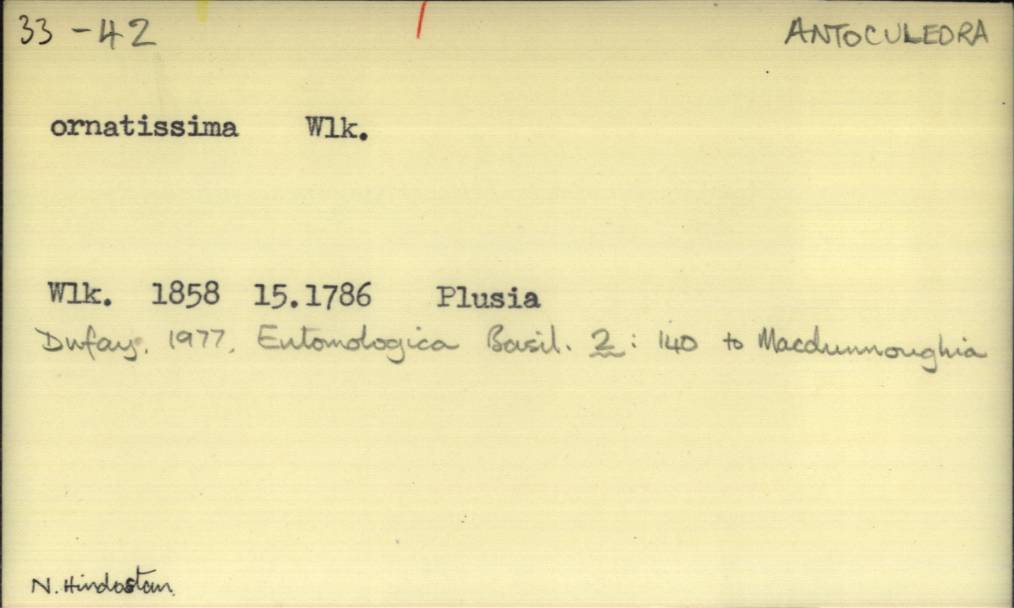 33-42 ANTOCULEORA
ornatissima Wlk.
Wlk. 1858 15.1786 Plusia
Dufay, 1977, Entomologica Basil. 2: 140 to Macdunnoughia
N. Hindostan